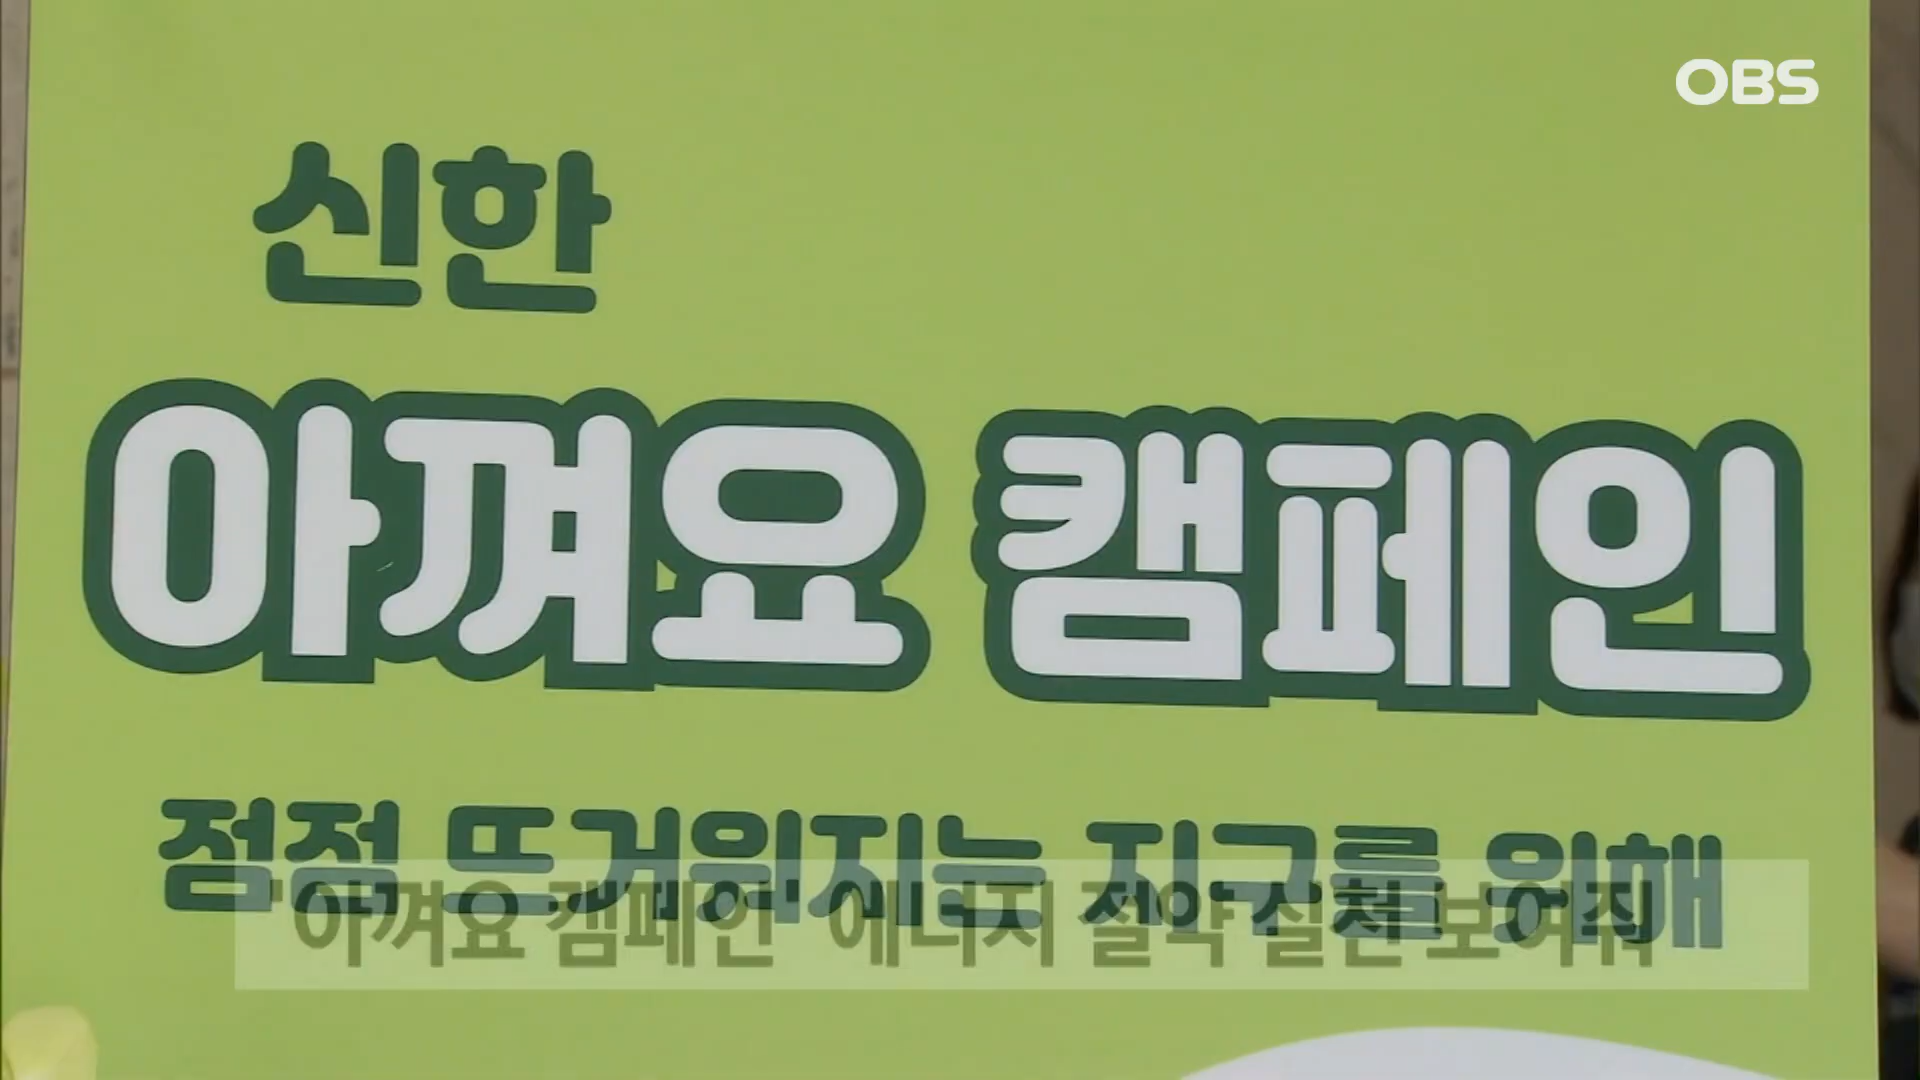 OBS
신한
아껴요 캠페인
점점 뜨거워지는 지구를 위해
'아껴요 캠페인' 에너지 절약 실천 보여줘